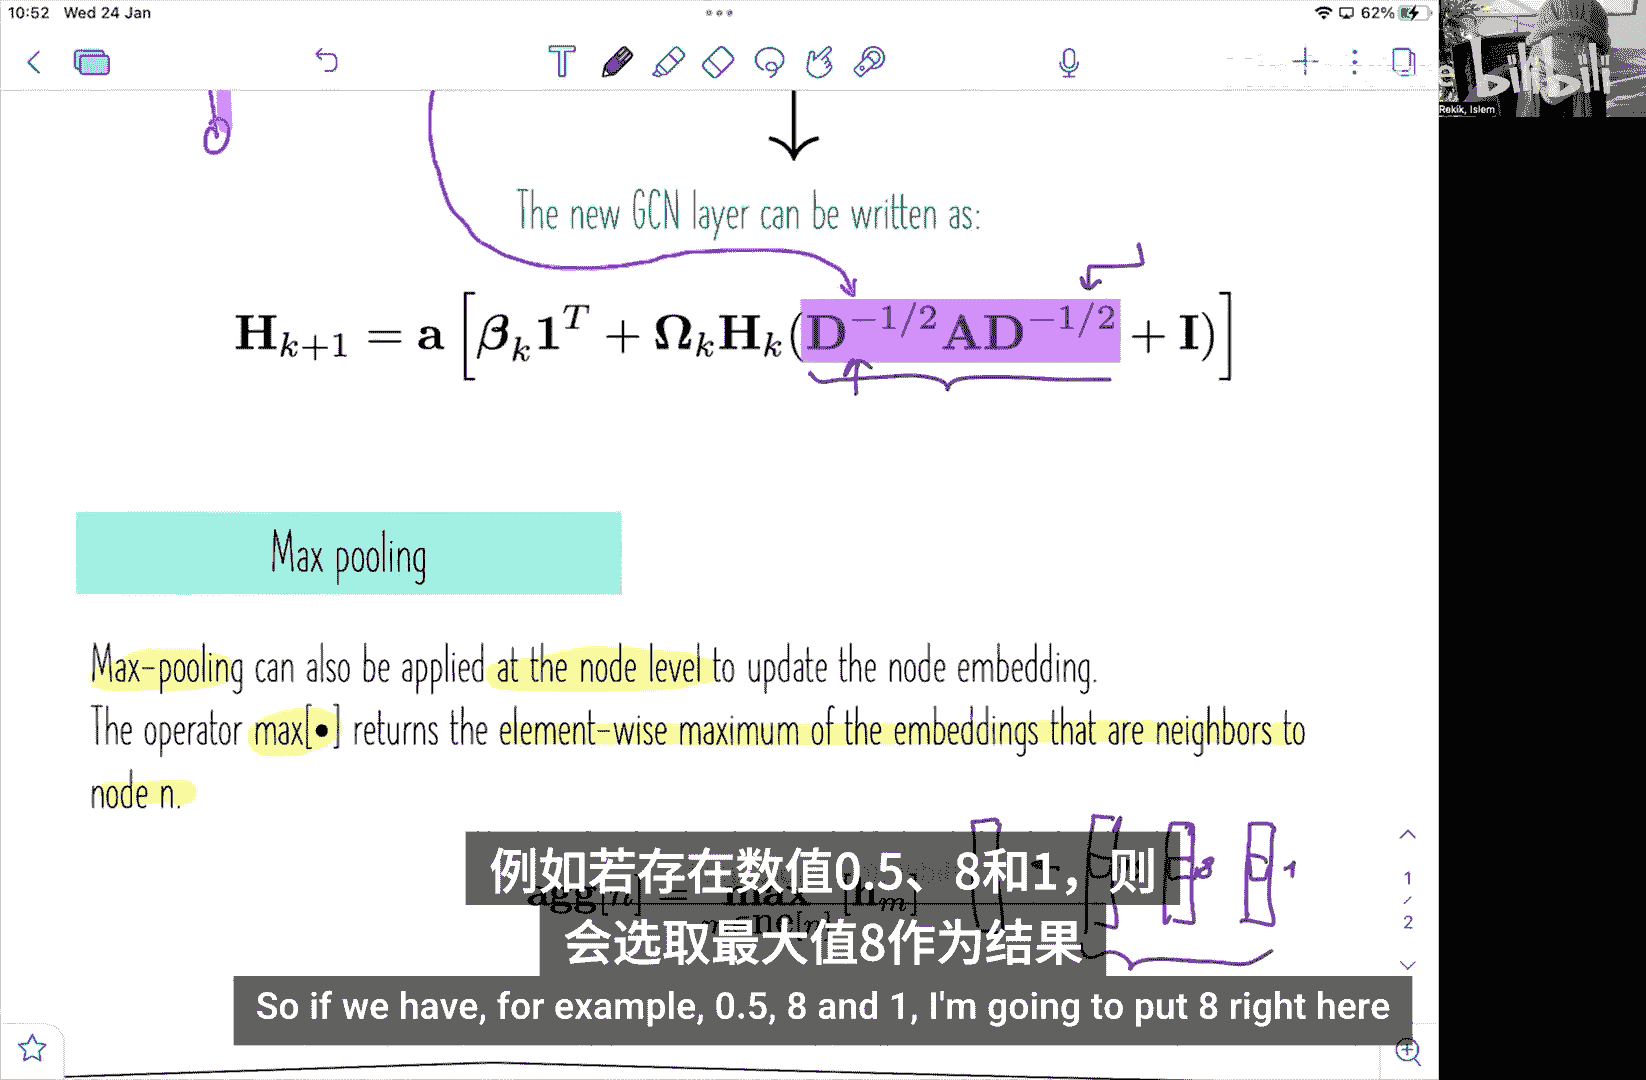 10:52 Wed 24 Jan
62%
bilibili
Rekik, Islem
The new GCN layer can be written as:
H_{k+1} = a [β_k 1^T + Ω_k H_k (D^{-1/2} A D^{-1/2} + I)]
Max pooling
Max-pooling can also be applied at the node level to update the node embedding.
The operator max[•] returns the element-wise maximum of the embeddings that are neighbors to
node n.
8 1
例如若存在数值0.5、8和1，则
会选取最大值8作为结果
So if we have, for example, 0.5, 8 and 1, I'm going to put 8 right here
1
/
2